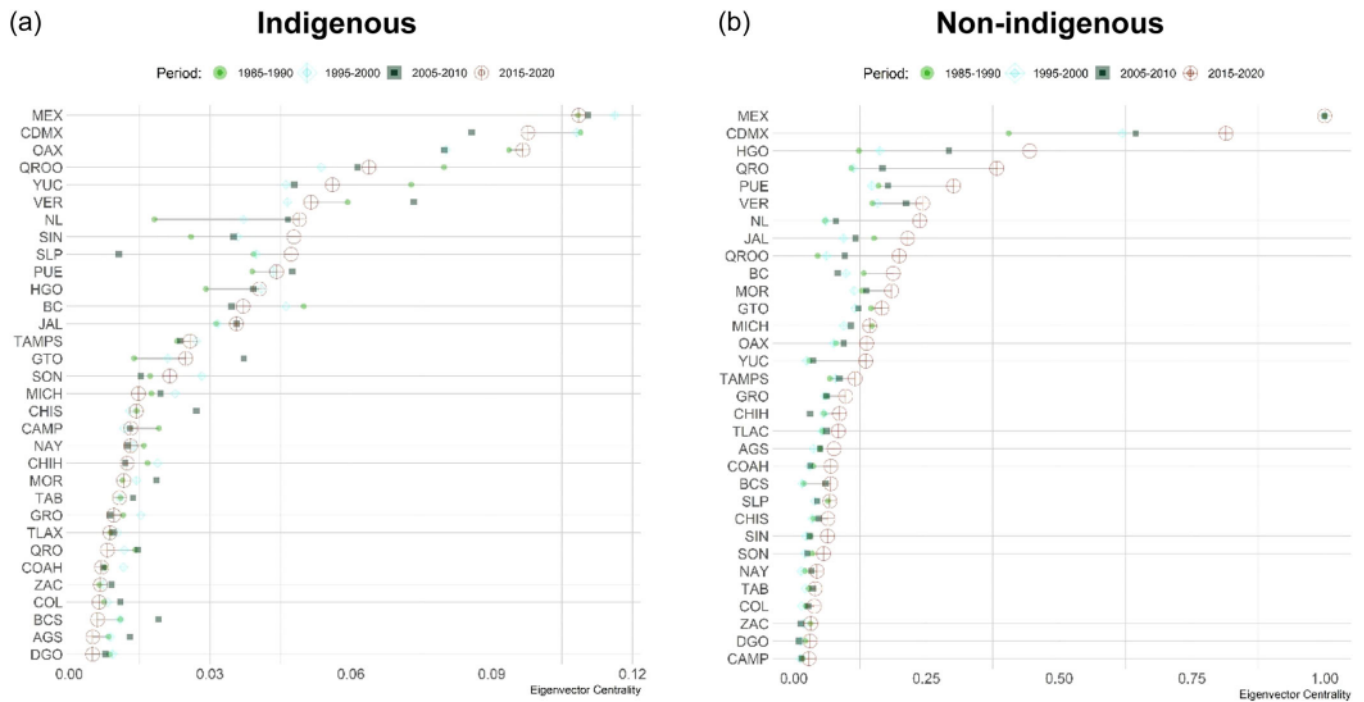 (a) Indigenous
Period: 1985-1990 1995-2000 2005-2010 2015-2020
MEX
CDMX
OAX
QROO
YUC
VER
NL
SIN
SLP
PUE
HGO
BC
JAL
TAMPS
GTO
SON
MICH
CHIS
CAMP
NAY
CHIH
MOR
TAB
GRO
TLAX
QRO
COAH
ZAC
COL
BCS
AGS
DGO
0.00 0.03 0.06 0.09 0.12
Eigenvector Centrality
(b) Non-indigenous
Period: 1985-1990 1995-2000 2005-2010 2015-2020
MEX
CDMX
HGO
QRO
PUE
VER
NL
JAL
QROO
BC
MOR
GTO
MICH
OAX
YUC
TAMPS
GRO
CHIH
TLAC
AGS
COAH
BCS
SLP
CHIS
SIN
SON
NAY
TAB
COL
ZAC
DGO
CAMP
0.00 0.25 0.50 0.75 1.00
Eigenvector Centrality